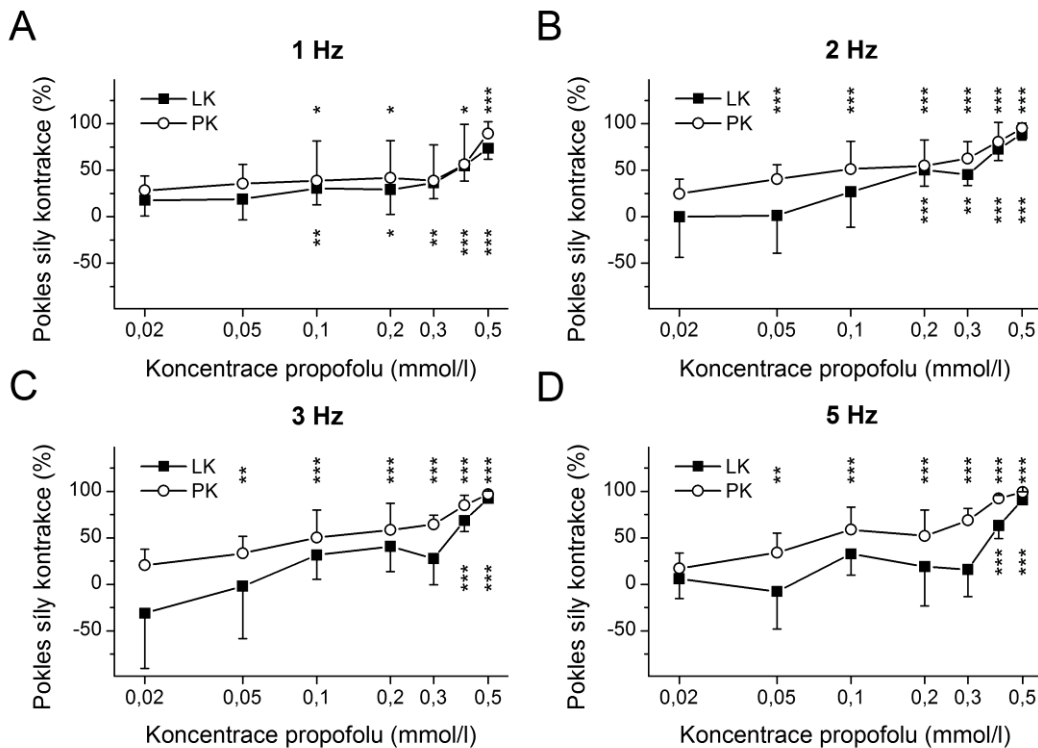 A
1 Hz
LK
PK
* * * ***
100
50
0
-50
** * ** *** ***
0,02 0,05 0,1 0,2 0,3 0,5
Pokles síly kontrakce (%)
Koncentrace propofolu (mmol/l)
B
2 Hz
LK
PK
*** *** *** *** *** ***
100
50
0
-50
*** ** *** ***
0,02 0,05 0,1 0,2 0,3 0,5
Pokles síly kontrakce (%)
Koncentrace propofolu (mmol/l)
C
3 Hz
LK
PK
** *** *** *** *** ***
100
50
0
-50
*** ***
0,02 0,05 0,1 0,2 0,3 0,5
Pokles síly kontrakce (%)
Koncentrace propofolu (mmol/l)
D
5 Hz
LK
PK
** *** *** *** *** ***
100
50
0
-50
*** ***
0,02 0,05 0,1 0,2 0,3 0,5
Pokles síly kontrakce (%)
Koncentrace propofolu (mmol/l)